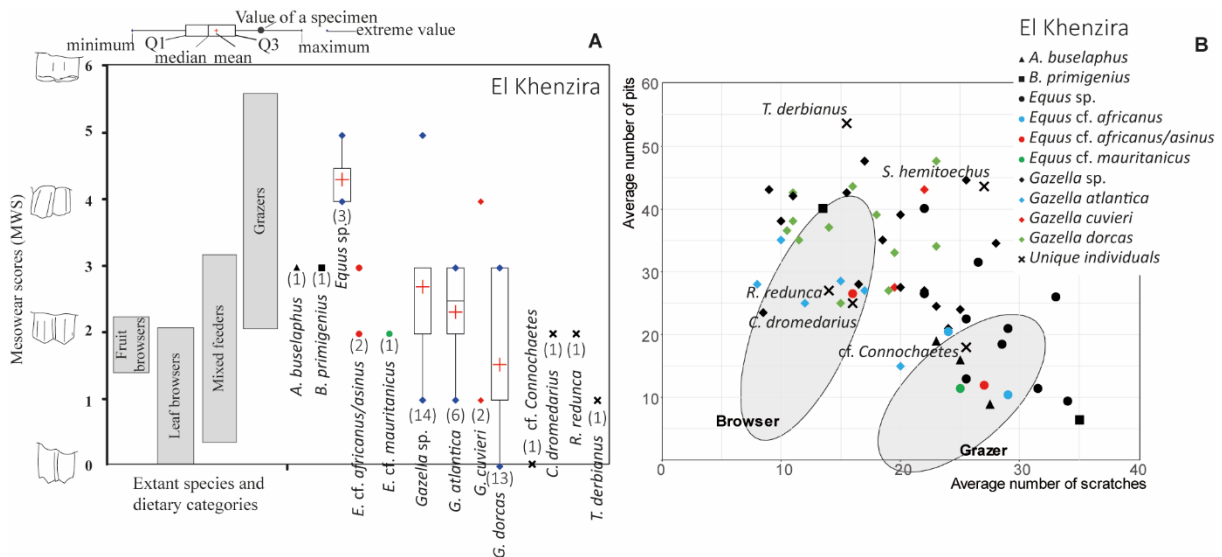 Value of a specimen
extreme value
minimum
Q1
Q3
maximum
median mean
A
El Khenzira
Mesowear scores (MWS)
6
5
4
3
2
1
0
Fruit
browsers
Leaf browsers
Mixed feeders
Grazers
(1)
(1)
(3)
(2)
(1)
(14)
(6)
(2)
(13)
(1)
(1)
(1)
(1)
A. buselaphus
B. primigenius
Equus sp.
E. cf. africanus/asinus
E. cf. mauritanicus
Gazella sp.
G. atlantica
G. cuvieri
G. dorcas
cf. Connochaetes
C. dromedarius
R. redunca
T. derbianus
Extant species and
dietary categories
El Khenzira
B
A. buselaphus
B. primigenius
Equus sp.
Equus cf. africanus
Equus cf. africanus/asinus
Equus cf. mauritanicus
Gazella sp.
Gazella atlantica
Gazella cuvieri
Gazella dorcas
Unique individuals
Average number of pits
60
50
40
30
20
10
T. derbianus
S. hemitoechus
R. redunca
C. dromedarius
cf. Connochaetes
Browser
Grazer
0
10
20
30
40
Average number of scratches